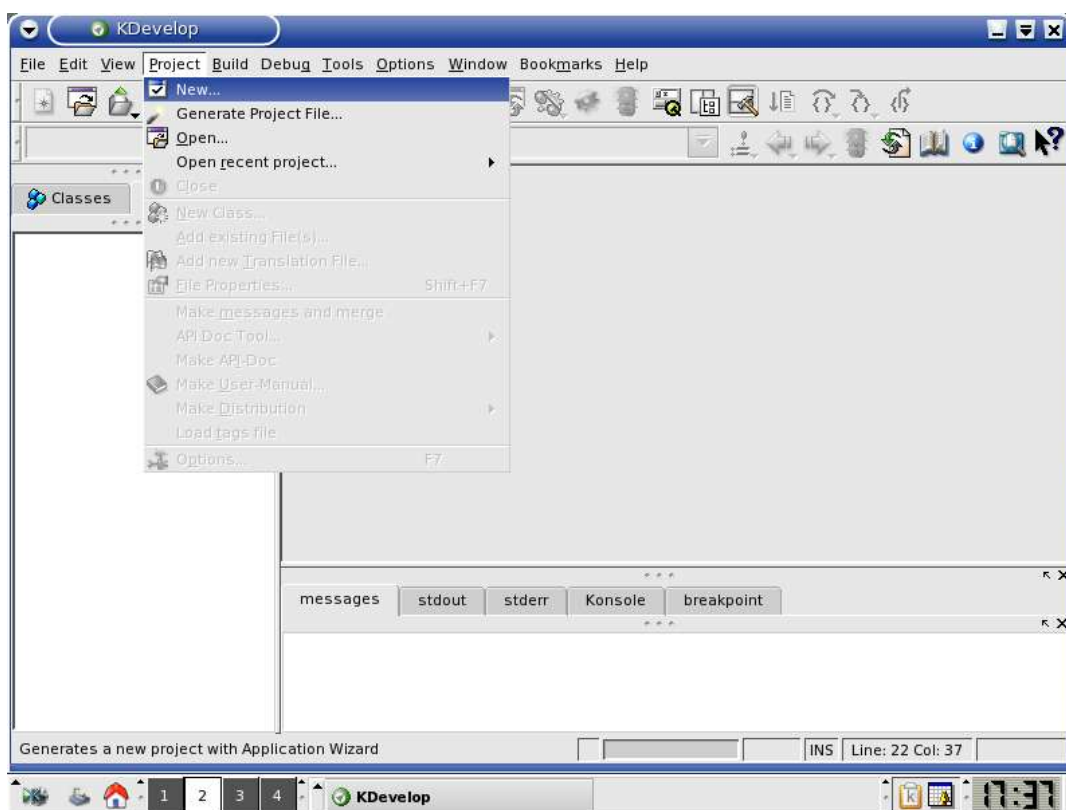 KDevelop
File Edit View Project Build Debug Tools Options Window Bookmarks Help
New...
Generate Project File...
Open...
Open recent project...
Close
Classes
New Class...
Add existing File(s)...
Add new Translation File...
File Properties... Shift+F7
Make messages and merge
API Doc Tool...
Make API-Doc
Make User-Manual...
Make Distribution
Load tags file
Options... F7
messages stdout stderr Konsole breakpoint
Generates a new project with Application Wizard INS Line: 22 Col: 37
1 2 3 4 KDevelop 17:37